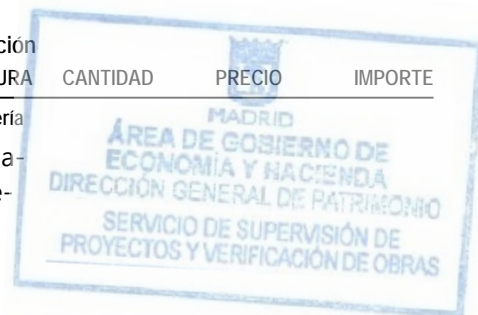 ción
URA CANTIDAD PRECIO IMPORTE
ería
MADRID
a-
ÁREA DE GOBIERNO DE
ECONOMÍA Y HACIENDA
e-
DIRECCIÓN GENERAL DE PATRIMONIO
SERVICIO DE SUPERVISIÓN DE
PROYECTOS Y VERIFICACIÓN DE OBRAS